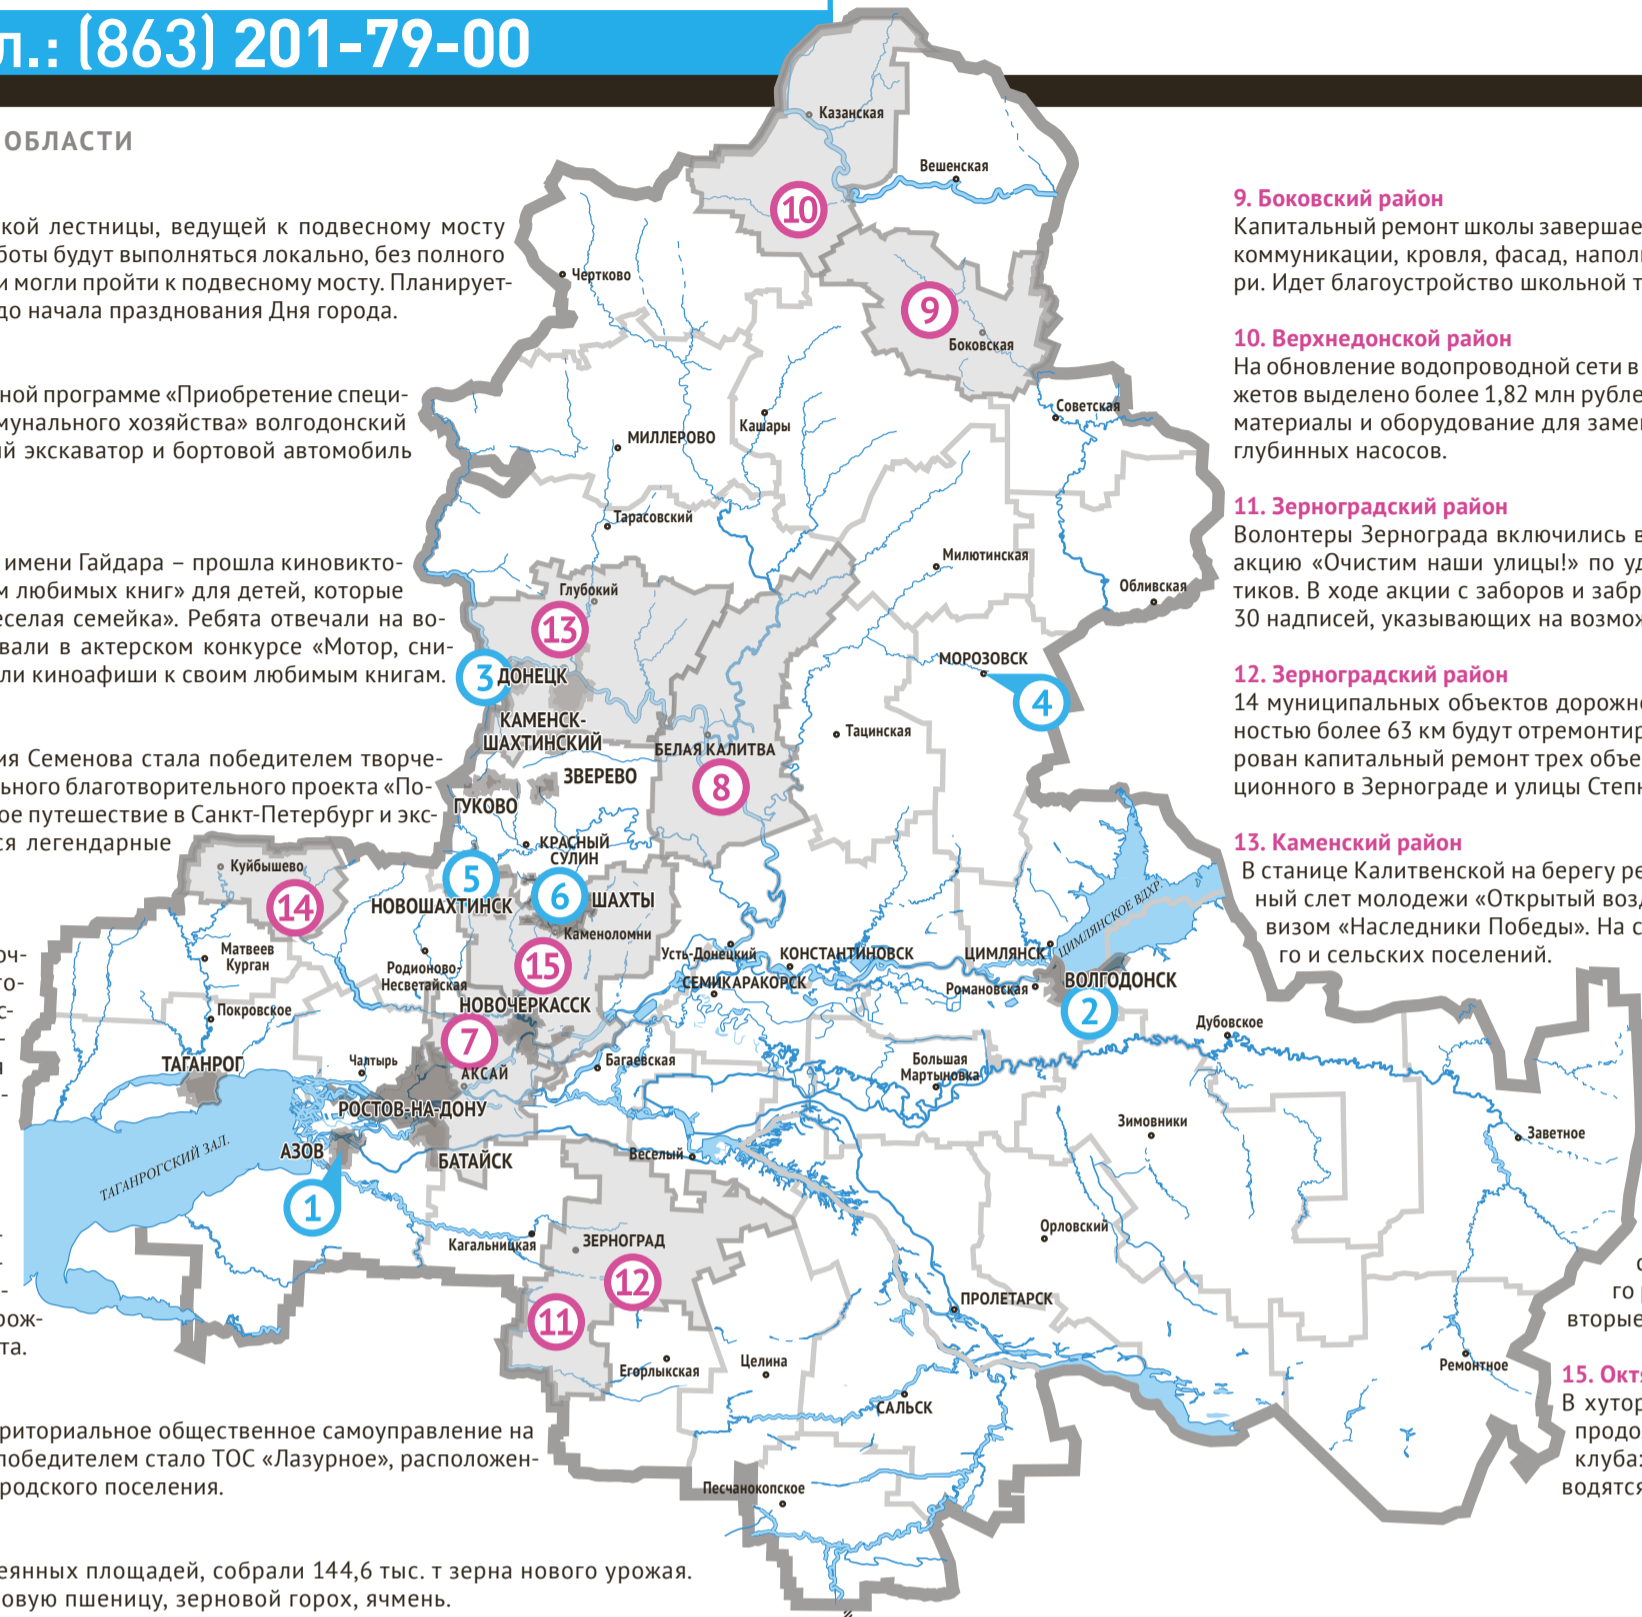 л.: (863) 201-79-00
ОБЛАСТИ
кой лестницы, ведущей к подвесному мосту
боты будут выполняться локально, без полного
и могли пройти к подвесному мосту. Планирует-
до начала празднования Дня города.
ной программе «Приобретение специ-
мунального хозяйства» волгодонский
ий экскаватор и бортовой автомобиль
имени Гайдара – прошла киновикто-
м любимых книг» для детей, которые
еселая семейка». Ребята отвечали на во-
вали в актерском конкурсе «Мотор, сни-
ли киноафиши к своим любимым книгам.
ия Семенова стала победителем творче-
льного благотворительного проекта «По-
ое путешествие в Санкт-Петербург и экс-
ся легендарные
оч-
го-
с-
-
я
-
-
-
-
рож-
та.
рриториальное общественное самоуправление на
победителем стало ТОС «Лазурное», расположен-
родского поселения.
еянных площадей, собрали 144,6 тыс. т зерна нового урожая.
овую пшеницу, зерновой горох, ячмень.
Казанская
Вешенская
10
Чертково
9
Боковская
Советская
Кашары
МИЛЛЕРОВО
Тарасовский
Милютинская
Обливская
Глубокий
13
3
ДОНЕЦК
МОРОЗОВСК
4
КАМЕНСК-
ШАХТИНСКИЙ
Тацинская
БЕЛАЯ КАЛИТВА
8
ЗВЕРЕВО
ГУКОВО
КРАСНЫЙ
СУЛИН
Куйбышево
14
5
НОВОШАХТИНСК
6
ШАХТЫ
Каменоломни
15
Матвеев
Курган
Родионово-
Несветайская
Усть-Донецкий
КОНСТАНТИНОВСК
ЦИМЛЯНСК
ЦИМЛЯНСКОЕ ВДХР.
СЕМИКАРАКОРСК
Романовская
ВОЛГОДОНСК
2
НОВОЧЕРКАССК
Покровское
7
Дубовское
ТАГАНРОГ
Чалтырь
АКСАЙ
Багаевская
Большая
Мартыновка
РОСТОВ-НА-ДОНУ
Зимовники
Заветное
ТАГАНРОГСКИЙ ЗАЛ.
АЗОВ
БАТАЙСК
Веселый
1
Кагальницкая
ЗЕРНОГРАД
12
Орловский
11
ПРОЛЕТАРСК
Егорлыкская
Целина
Ремонтное
САЛЬСК
Песчанокопское
9. Боковский район
Капитальный ремонт школы завершае
коммуникации, кровля, фасад, наполь
ри. Идет благоустройство школьной т
10. Верхнедонской район
На обновление водопроводной сети в
жетов выделено более 1,82 млн рубле
материалы и оборудование для заме
глубинных насосов.
11. Зерноградский район
Волонтеры Зернограда включились в
акцию «Очистим наши улицы!» по уд
тиков. В ходе акции с заборов и забр
30 надписей, указывающих на возмож
12. Зерноградский район
14 муниципальных объектов дорожн
ностью более 63 км будут отремонтир
рован капитальный ремонт трех объе
ционного в Зернограде и улицы Степн
13. Каменский район
В станице Калитвенской на берегу ре
ный слет молодежи «Открытый возд
визом «Наследники Победы». На с
го и сельских поселений.
го
вторые
15. Октя
В хутор
продо
клуба:
водятся